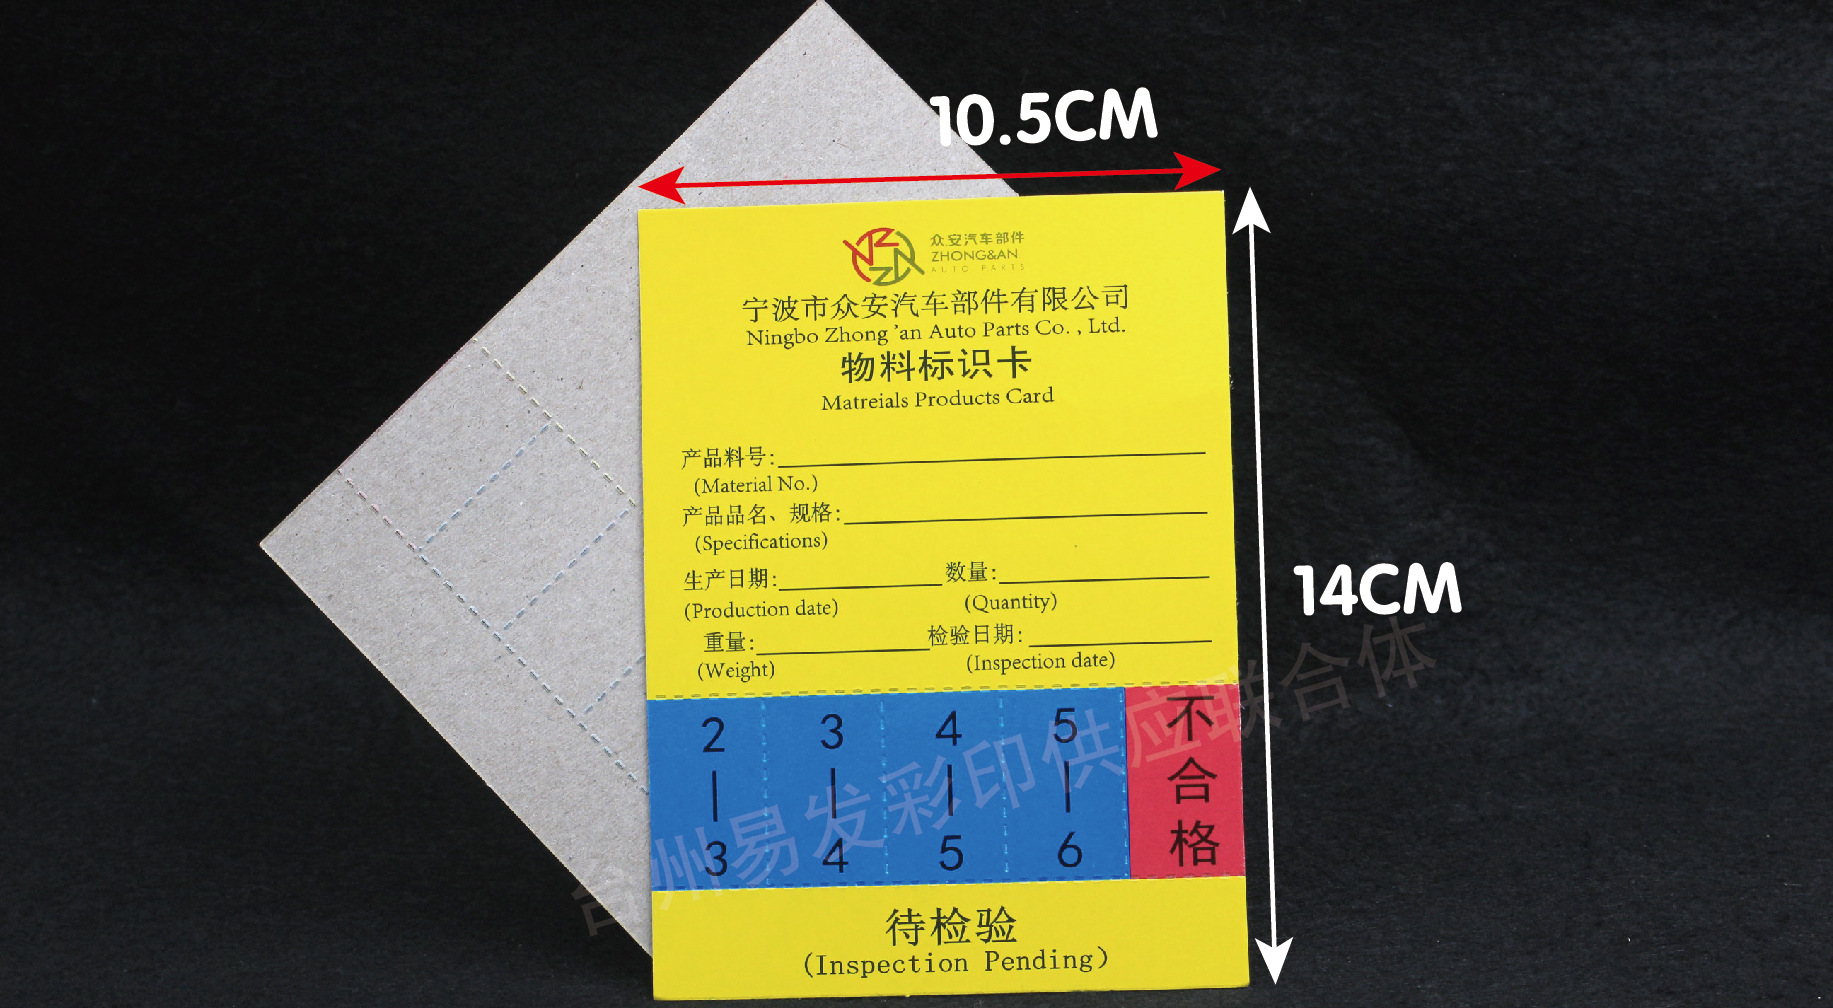 10.5CM
众安汽车部件
ZHONG&AN
AUTO PARTS
宁波市众安汽车部件有限公司
Ningbo Zhong 'an Auto Parts Co. , Ltd.
物料标识卡
Matreials Products Card
产品料号:
(Material No.)
产品品名、规格:
(Specifications)
生产日期: 数量:
(Production date) (Quantity)
重量: 检验日期:
(Weight) (Inspection date)
14CM
2 | 3
3 | 4
4 | 5
5 | 6
不合格
待检验
(Inspection Pending)
台州易发彩印供应联合体